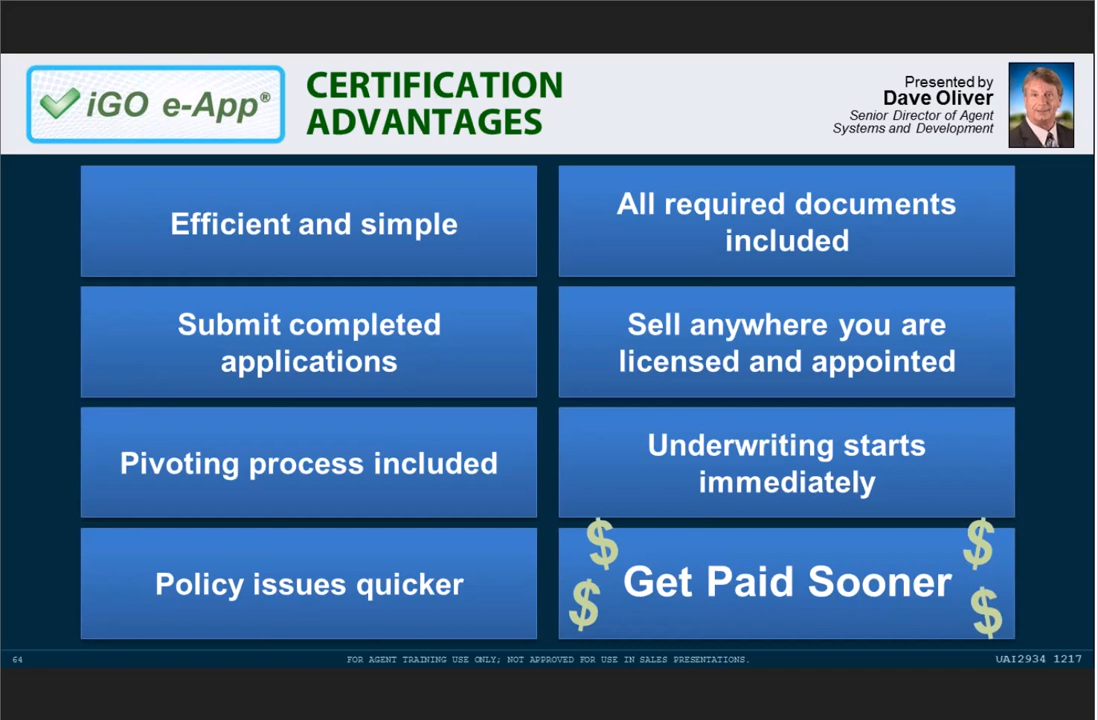 iGO e-App®
CERTIFICATION
ADVANTAGES
Presented by
Dave Oliver
Senior Director of Agent
Systems and Development
Efficient and simple
All required documents
included
Submit completed
applications
Sell anywhere you are
licensed and appointed
Pivoting process included
Underwriting starts
immediately
Policy issues quicker
$ $
Get Paid Sooner
$ $
64
FOR AGENT TRAINING USE ONLY; NOT APPROVED FOR USE IN SALES PRESENTATIONS.
UAI2934 1217